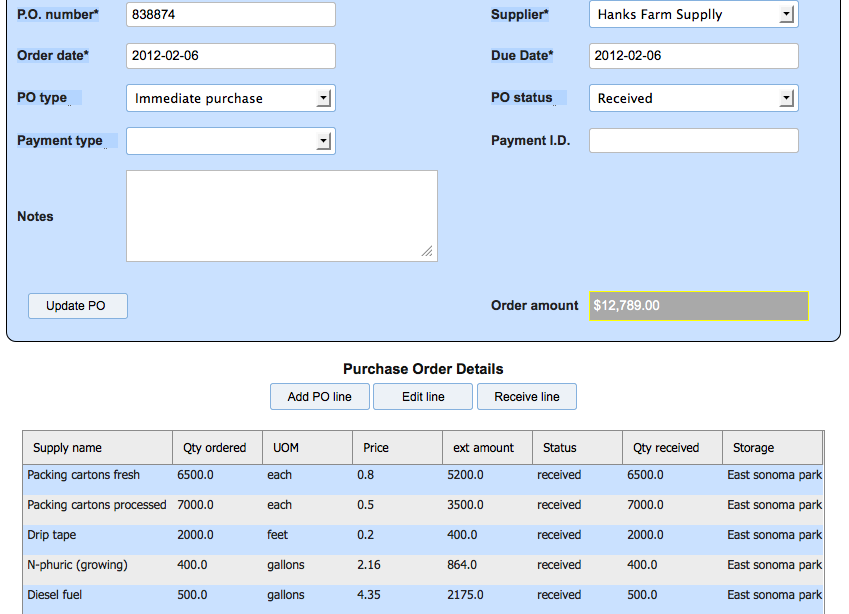 P.O. number* 838874 Supplier* Hanks Farm Supplly
Order date* 2012-02-06 Due Date* 2012-02-06
PO type Immediate purchase PO status Received
Payment type Payment I.D.
Notes
Update PO Order amount $12,789.00
Purchase Order Details
Add PO line Edit line Receive line
Supply name Qty ordered UOM Price ext amount Status Qty received Storage
Packing cartons fresh 6500.0 each 0.8 5200.0 received 6500.0 East sonoma park
Packing cartons processed 7000.0 each 0.5 3500.0 received 7000.0 East sonoma park
Drip tape 2000.0 feet 0.2 400.0 received 2000.0 East sonoma park
N-phuric (growing) 400.0 gallons 2.16 864.0 received 400.0 East sonoma park
Diesel fuel 500.0 gallons 4.35 2175.0 received 500.0 East sonoma park